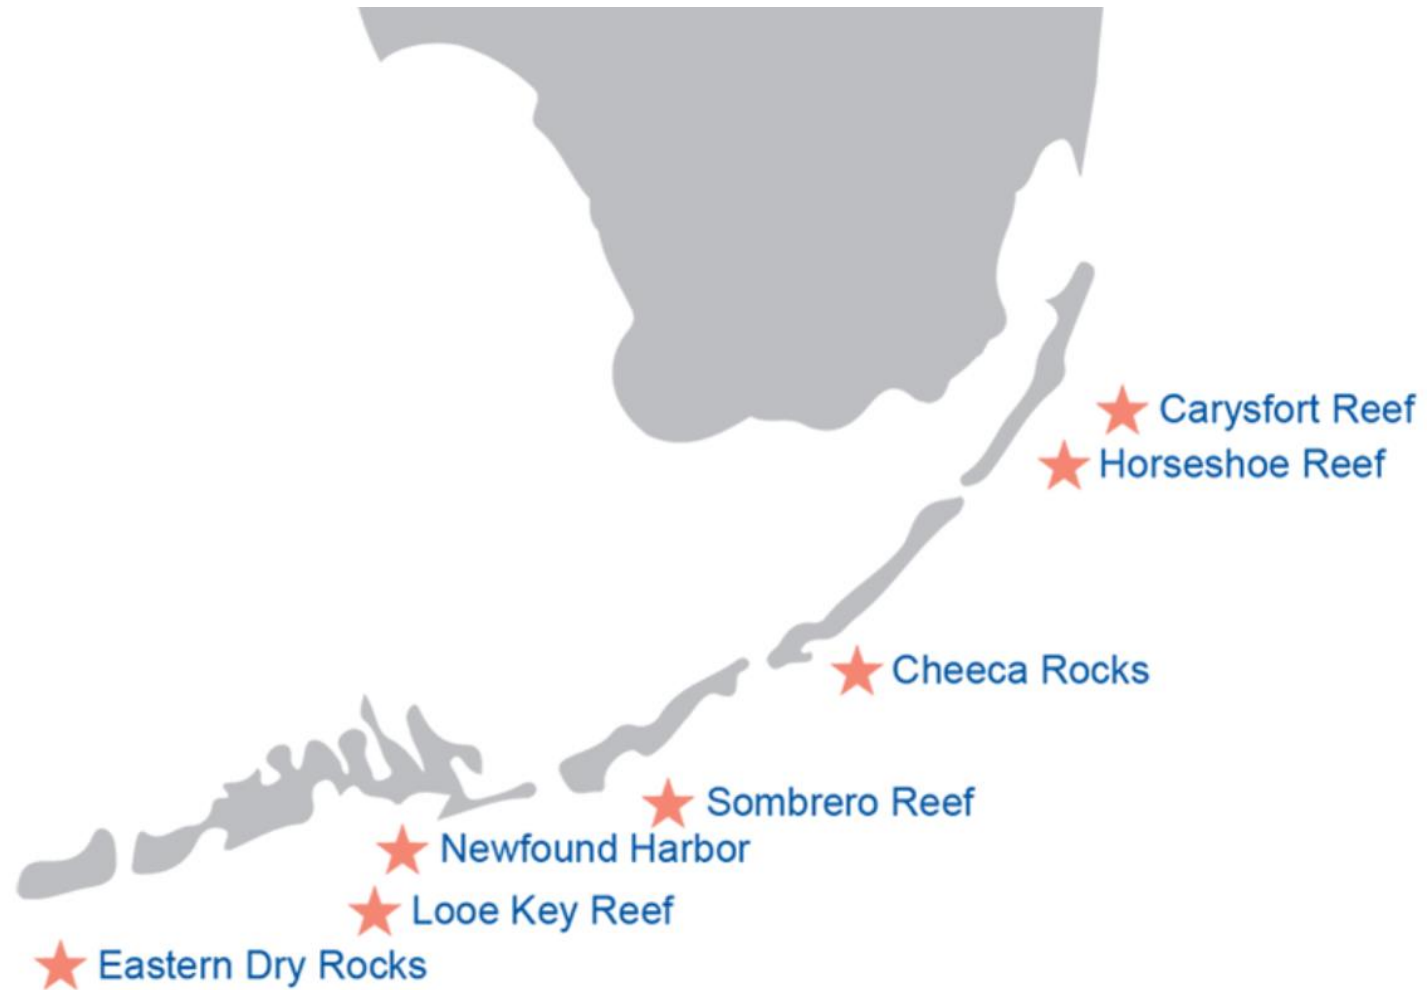 Carysfort Reef
Horseshoe Reef
Cheeca Rocks
Sombrero Reef
Newfound Harbor
Looe Key Reef
Eastern Dry Rocks